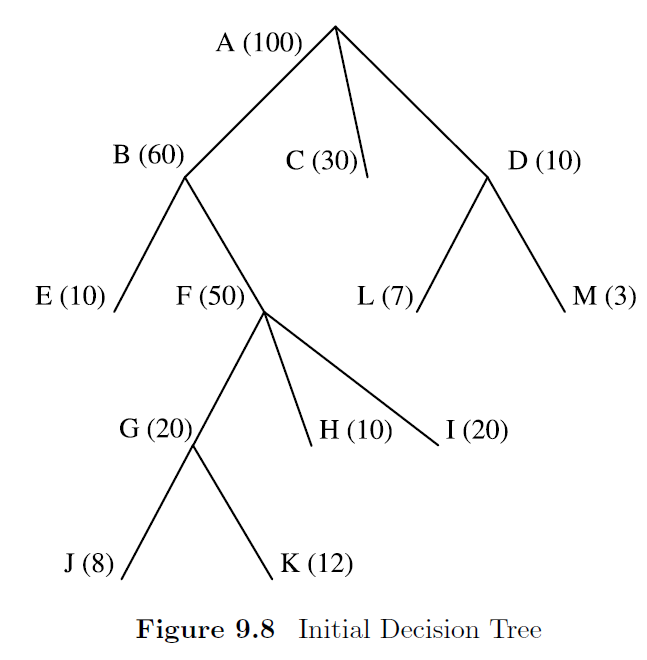 A (100)
B (60)
C (30)
D (10)
E (10)
F (50)
L (7)
M (3)
G (20)
H (10)
I (20)
J (8)
K (12)
Figure 9.8 Initial Decision Tree